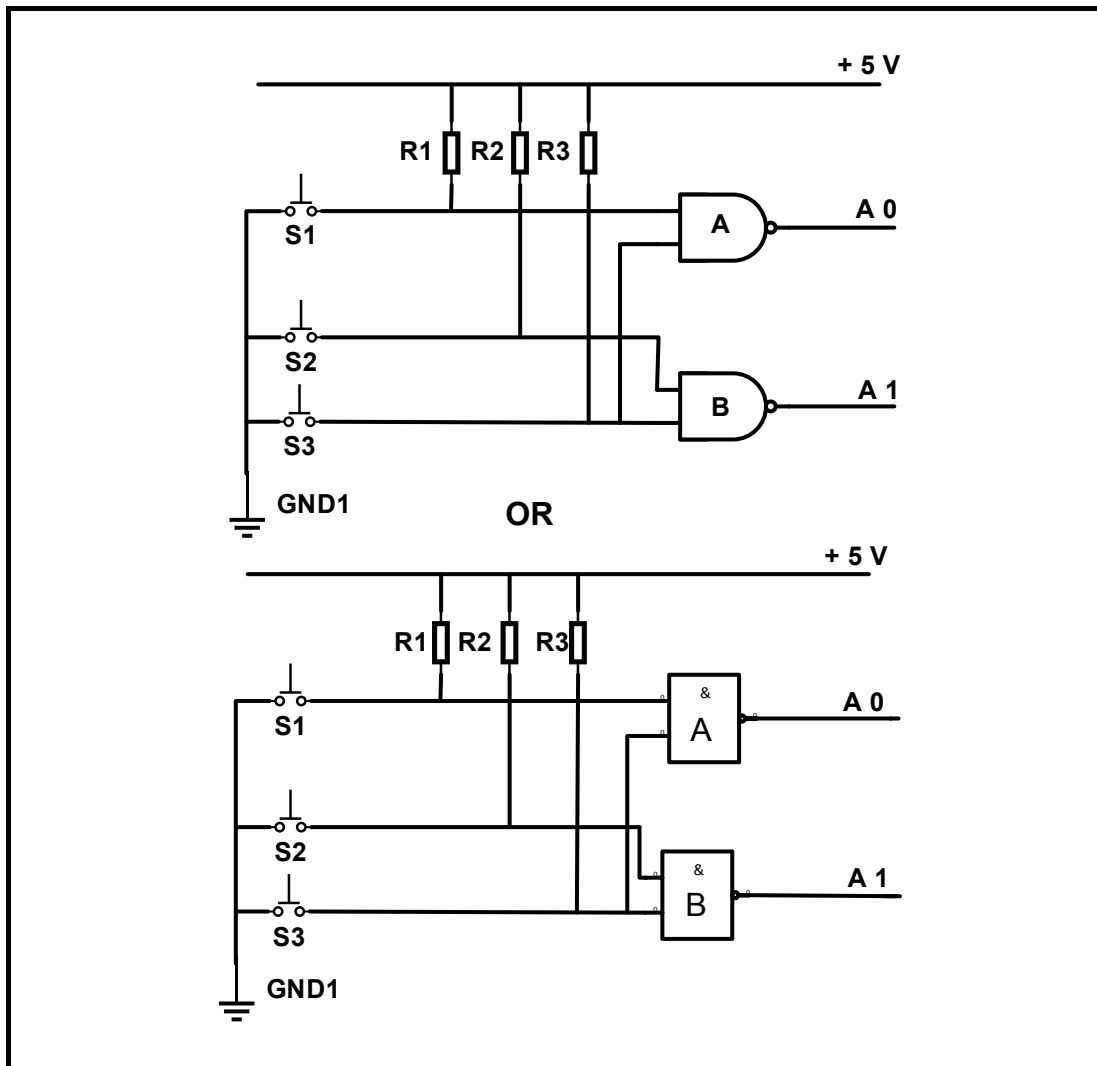 + 5 V
R1 R2 R3
A 0
A
S1
S2
A 1
B
S3
GND1
OR
+ 5 V
R1 R2 R3
&
A 0
A
S1
S2
&
A 1
B
S3
GND1